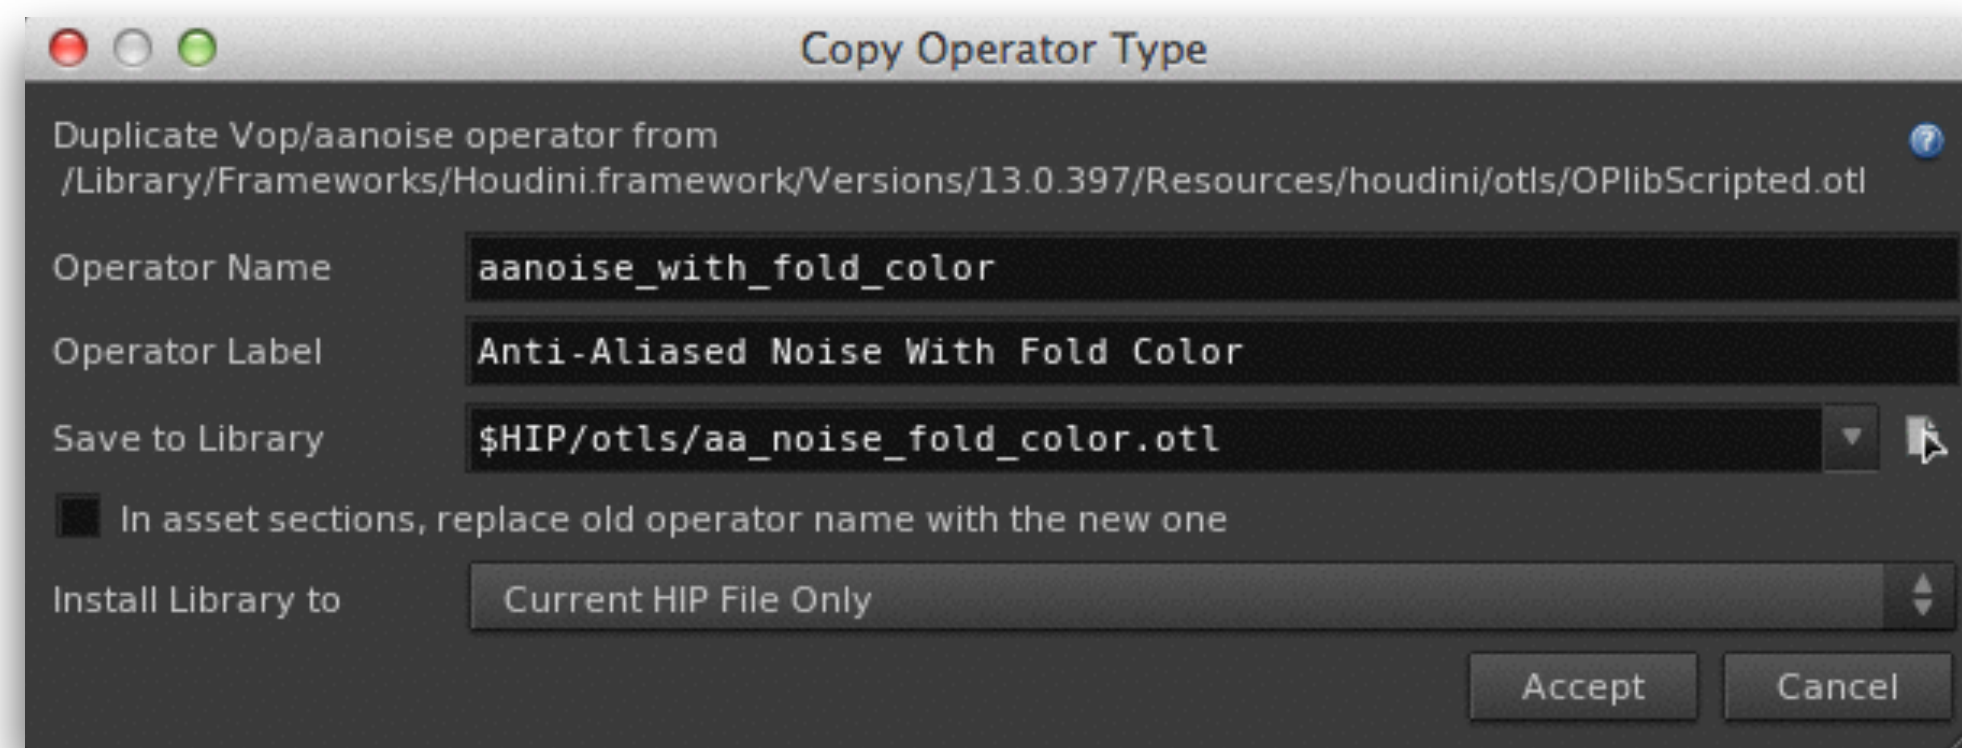 Copy Operator Type
Duplicate Vop/aanoise operator from
/Library/Frameworks/Houdini.framework/Versions/13.0.397/Resources/houdini/otls/OPlibScripted.otl
?
Operator Name aanoise_with_fold_color
Operator Label Anti-Aliased Noise With Fold Color
Save to Library $HIP/otls/aa_noise_fold_color.otl
In asset sections, replace old operator name with the new one
Install Library to Current HIP File Only
Accept Cancel